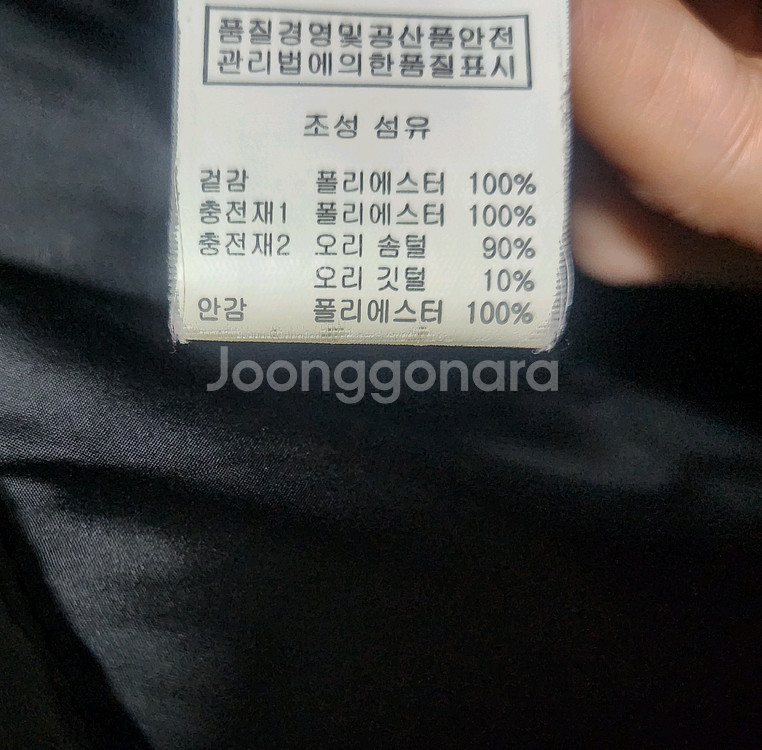 품질경영및공산품안전
관리법에의한품질표시
조성 섬유
겉감 폴리에스터 100%
충전재1 폴리에스터 100%
충전재2 오리 솜털 90%
오리 깃털 10%
안감 폴리에스터 100%
Joonggonara